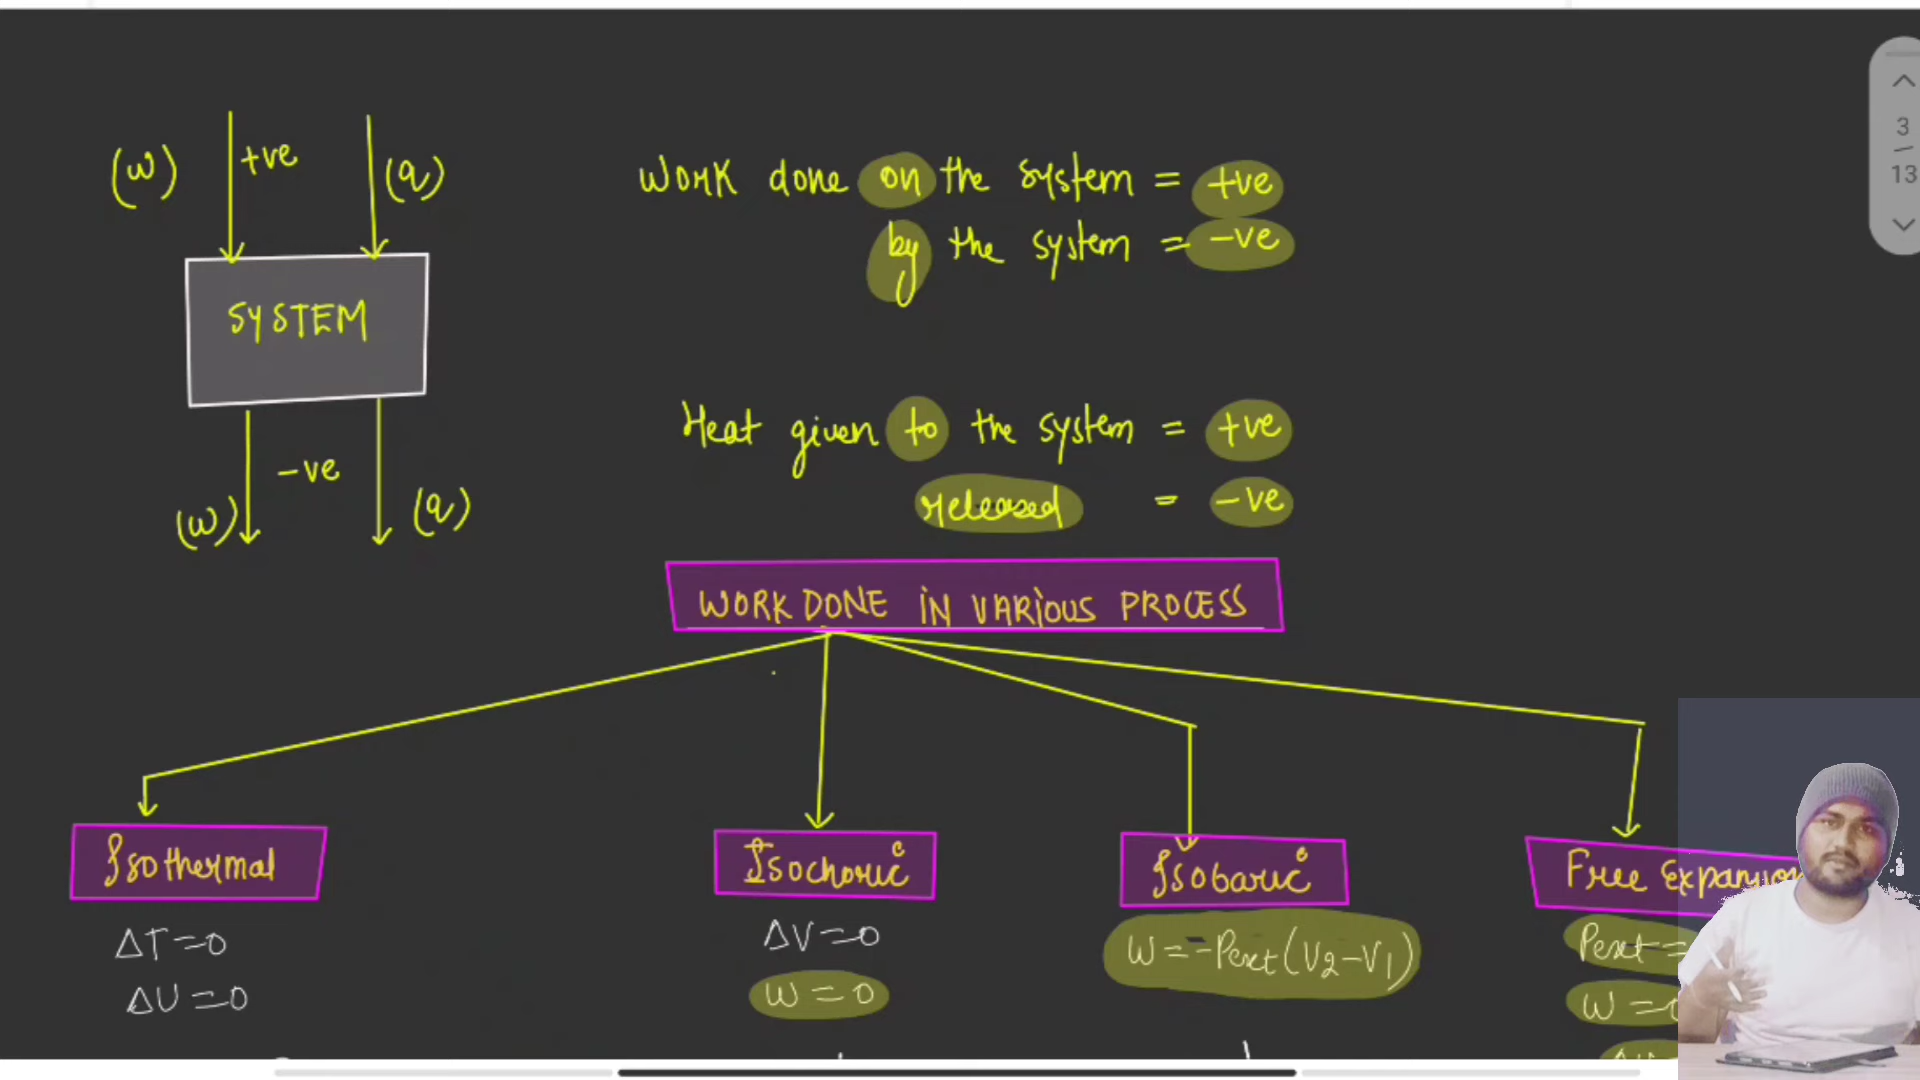 (w) +ve (q)
SYSTEM
-ve
(w) (q)
Work done on the system = +ve
by the system = -ve
Heat given to the system = +ve
released = -ve
WORK DONE IN VARIOUS PROCESS
Isothermal
ΔT=0
ΔU=0
Isochoric
ΔV=0
W=0
Isobaric
W=-Pext(V2-V1)
Free Expansion
Pext=
W=
3
13